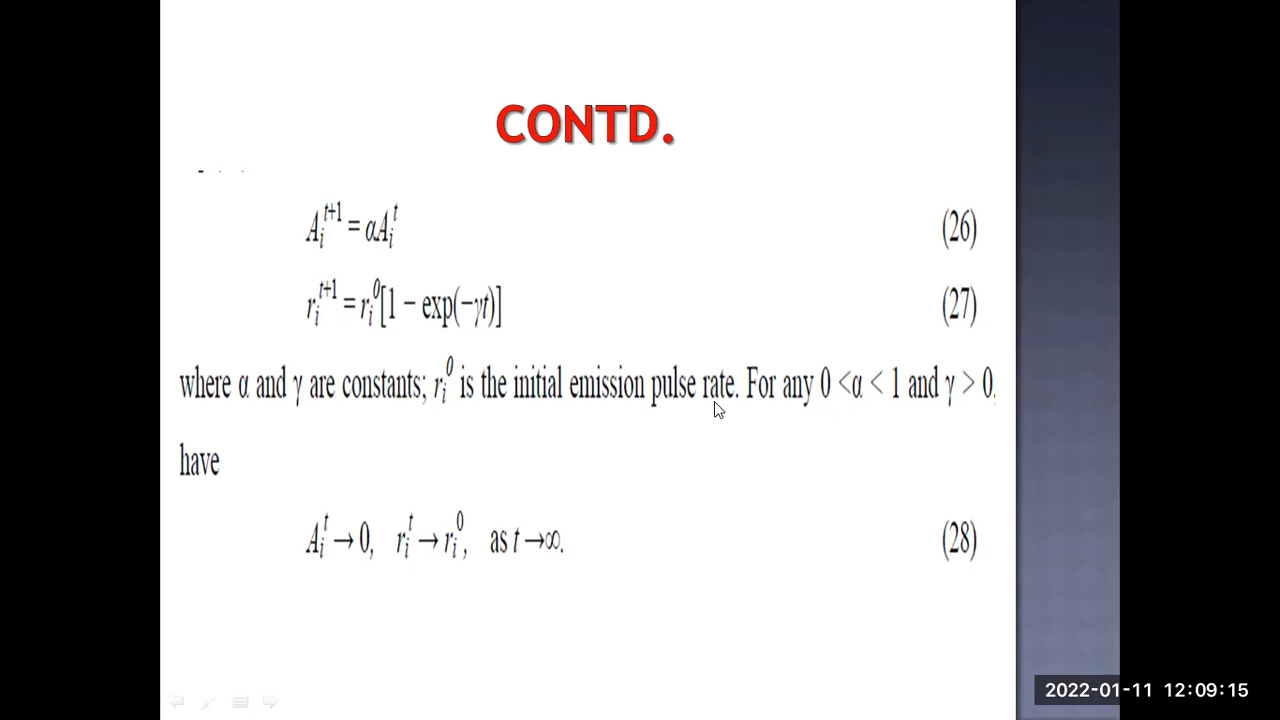 CONTD.
A_i^{t+1} = αA_i^t (26)
r_i^{t+1} = r_i^0[1 − exp(−γt)] (27)
where α and γ are constants; r_i^0 is the initial emission pulse rate. For any 0 <α < 1 and γ > 0,
have
A_i^t → 0, r_i^t → r_i^0, as t →∞. (28)
2022-01-11 12:09:15